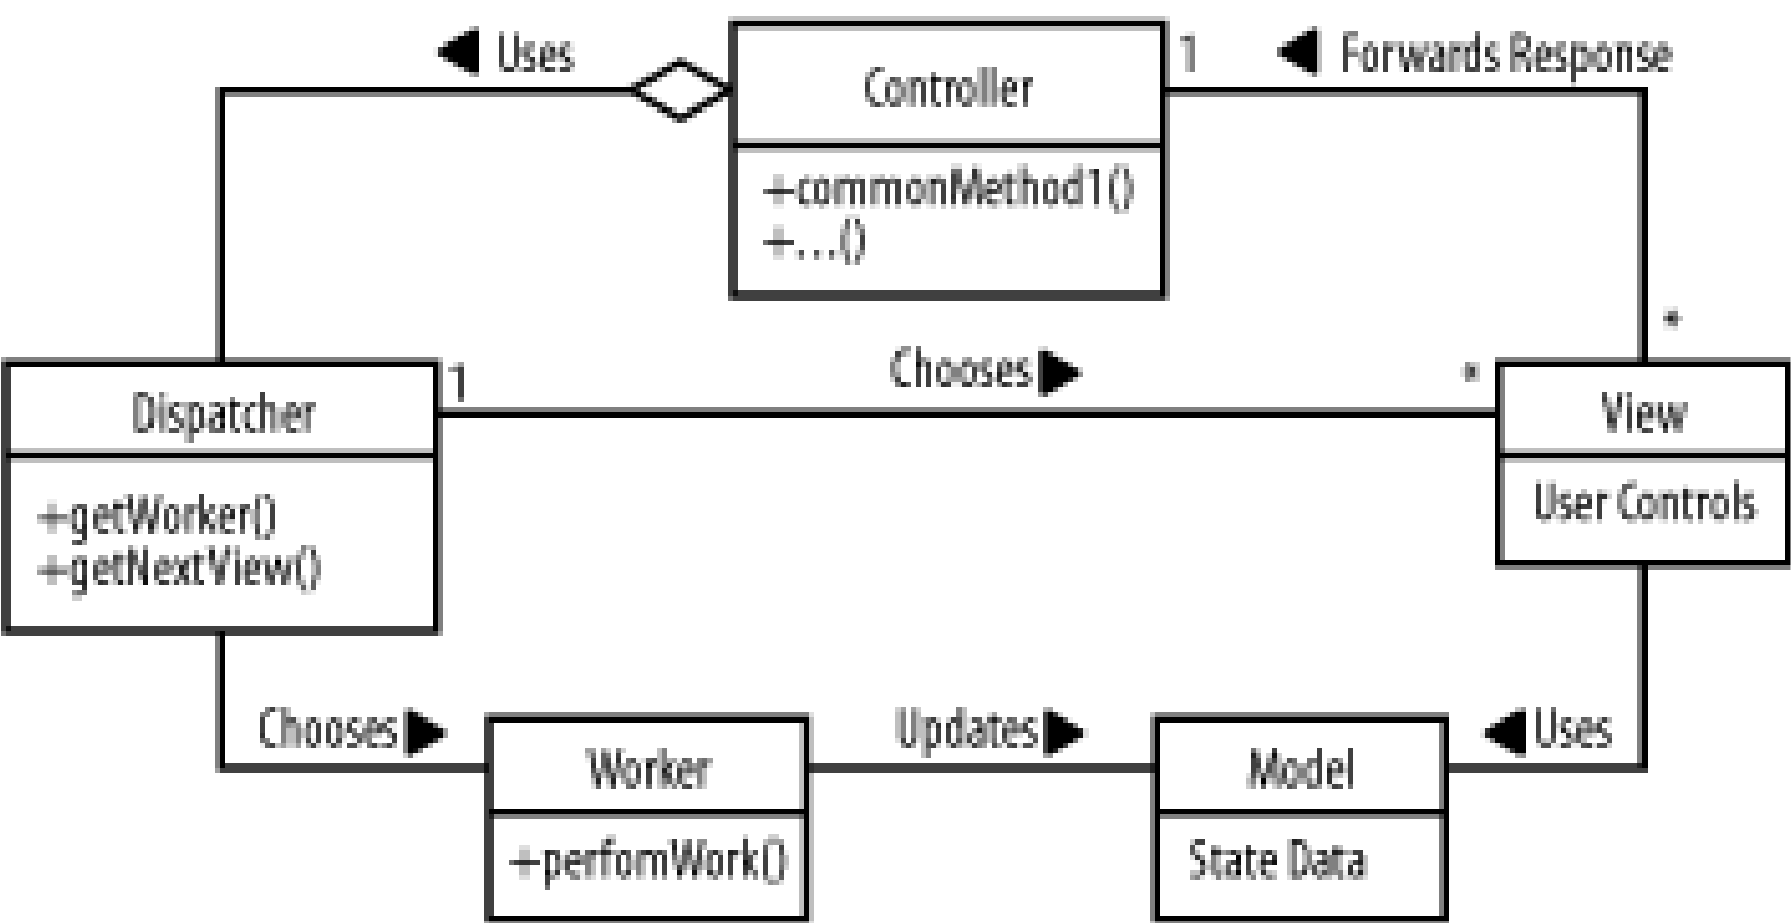 ◀ Uses
Controller
1
◀ Forwards Response
+commonMethod1()
+...()
*
Dispatcher
1
Chooses ▶
*
View
+getWorker()
+getNextView()
User Controls
Chooses ▶
Worker
Updates ▶
Model
◀ Uses
+perfomWork()
State Data